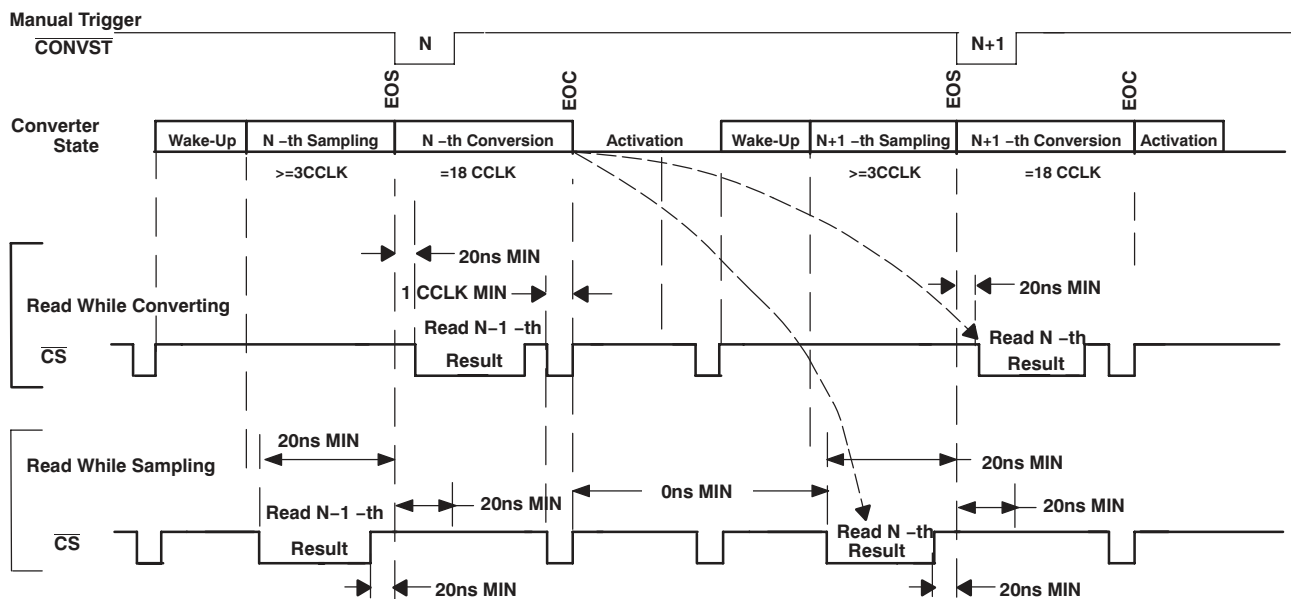 Manual Trigger
CONVST
N
N+1
EOS
EOC
EOS
EOC
Converter State
Wake-Up
N -th Sampling
N -th Conversion
Activation
Wake-Up
N+1 -th Sampling
N+1 -th Conversion
Activation
>=3CCLK
=18 CCLK
>=3CCLK
=18 CCLK
20ns MIN
20ns MIN
1 CCLK MIN
Read While Converting
CS
Read N−1 -th
Result
Read N -th
Result
20ns MIN
20ns MIN
Read While Sampling
20ns MIN
0ns MIN
20ns MIN
CS
Read N−1 -th
Result
Read N -th
Result
20ns MIN
20ns MIN